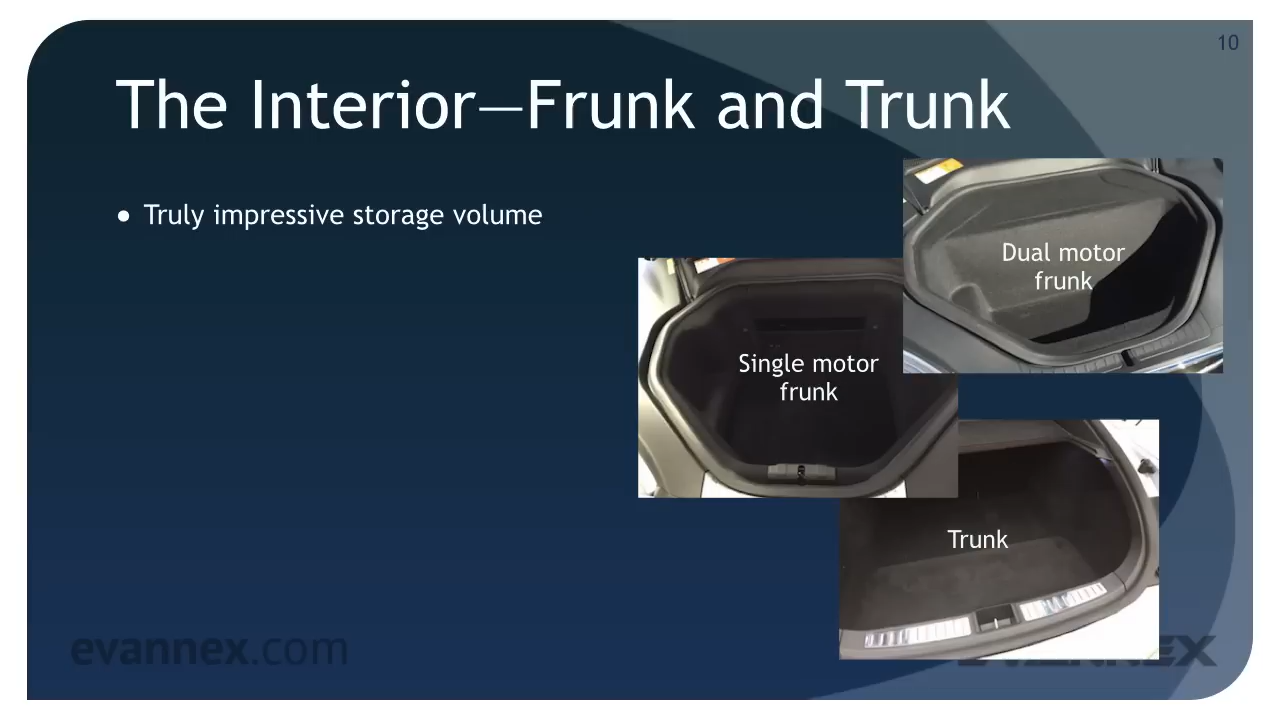 10
The Interior—Frunk and Trunk
● Truly impressive storage volume
Dual motor
frunk
Single motor
frunk
Trunk
evannex.com